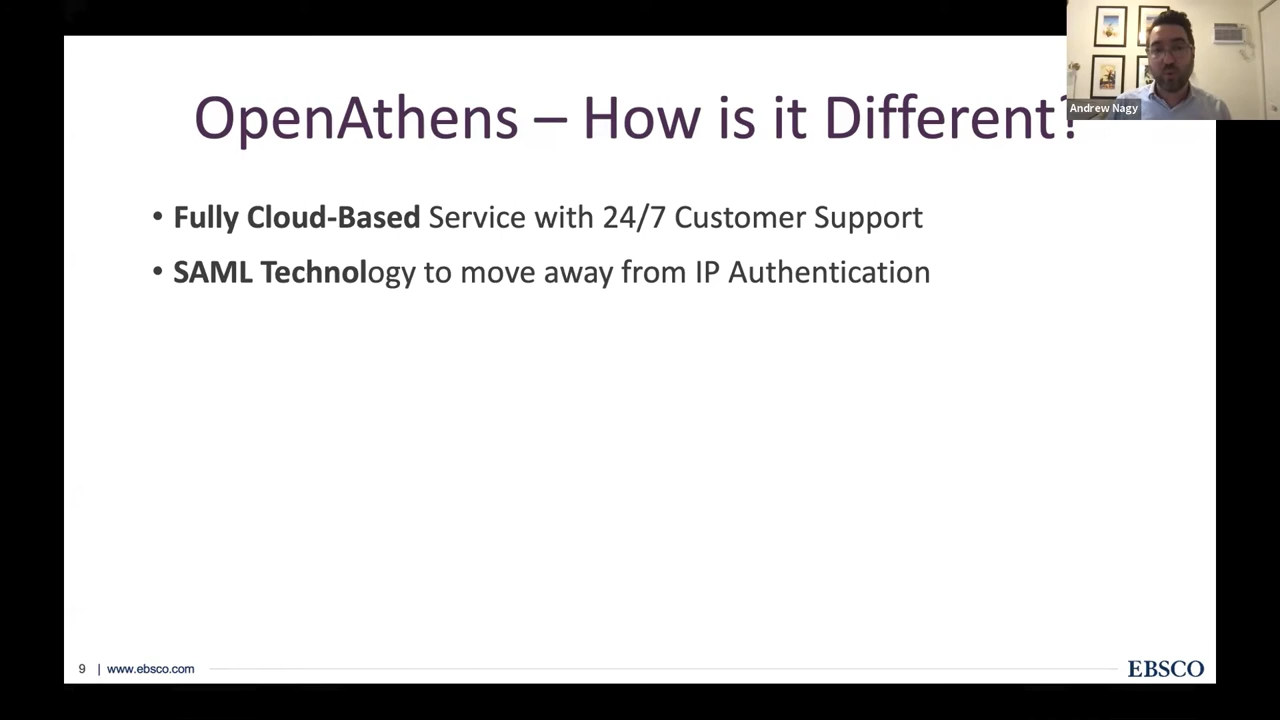 OpenAthens – How is it Different?
Andrew Nagy
• Fully Cloud-Based Service with 24/7 Customer Support
• SAML Technology to move away from IP Authentication
9 | www.ebsco.com
EBSCO